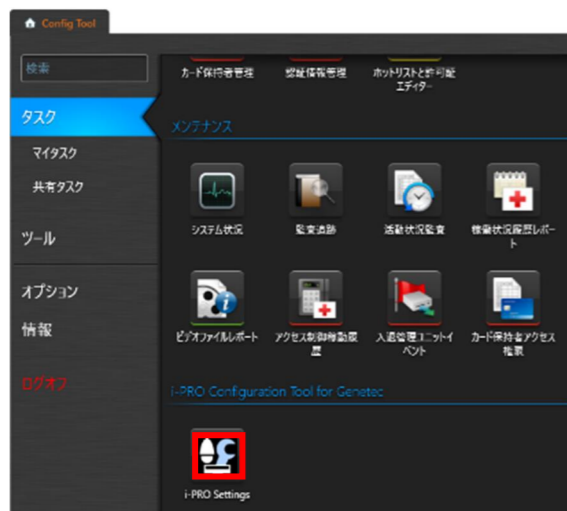 Config Tool
検索
カード保持者管理
認証情報管理
ホットリストと許可証
エディター
タスク
メンテナンス
マイタスク
共有タスク
システム状況
監査追跡
活動状況監査
稼働状況履歴レポー
ト
ツール
オプション
情報
ビデオファイルレポート
アクセス制御稼動履
歴
入退管理ユニットイ
ベント
カード保持者アクセス
権限
ログオフ
i-PRO Configuration Tool for Genetec
i-PRO Settings